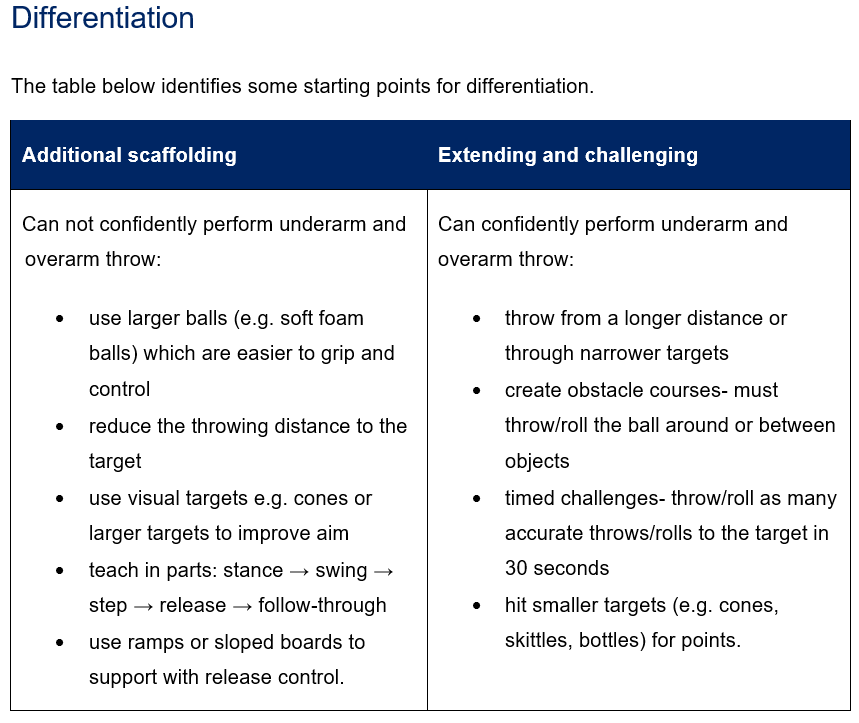 Differentiation
The table below identifies some starting points for differentiation.
Additional scaffolding
Can not confidently perform underarm and
overarm throw:
• use larger balls (e.g. soft foam
balls) which are easier to grip and
control
• reduce the throwing distance to the
target
• use visual targets e.g. cones or
larger targets to improve aim
• teach in parts: stance → swing →
step → release → follow-through
• use ramps or sloped boards to
support with release control.
Extending and challenging
Can confidently perform underarm and
overarm throw:
• throw from a longer distance or
through narrower targets
• create obstacle courses- must
throw/roll the ball around or between
objects
• timed challenges- throw/roll as many
accurate throws/rolls to the target in
30 seconds
• hit smaller targets (e.g. cones,
skittles, bottles) for points.